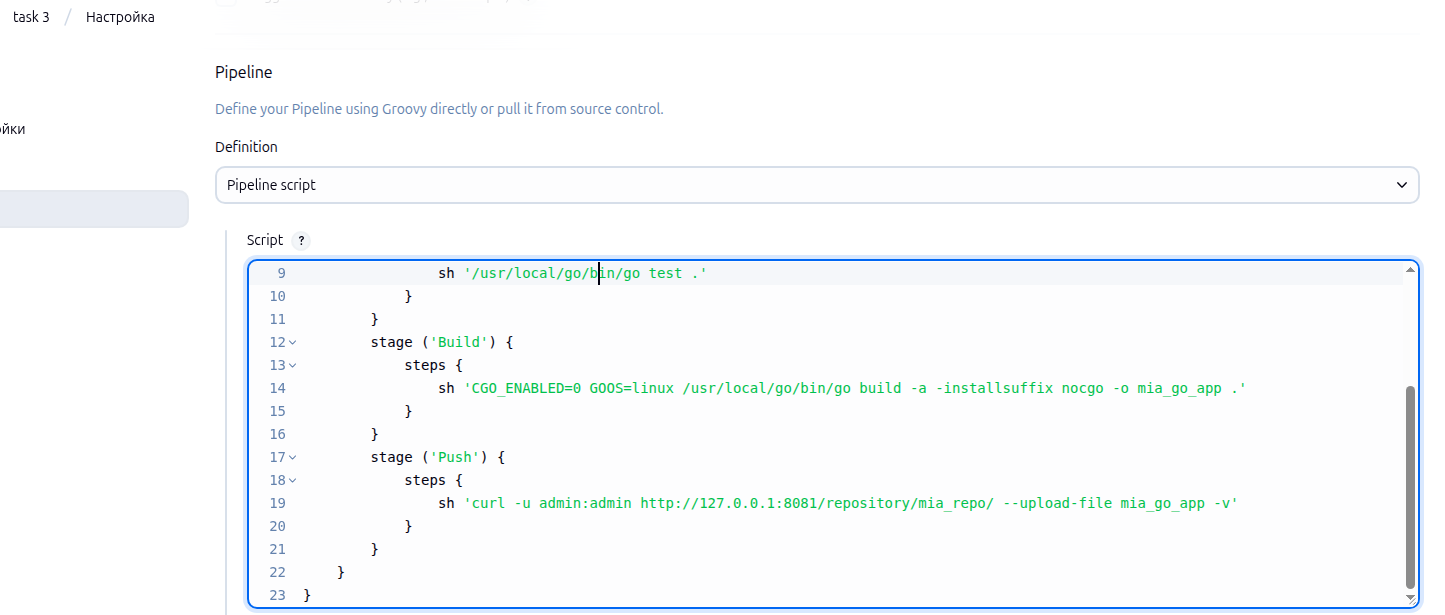 task 3 / Настройка
Pipeline
Define your Pipeline using Groovy directly or pull it from source control.
ойки
Definition
Pipeline script
Script ?
9 sh '/usr/local/go/bin/go test .'
10 }
11 }
12 stage ('Build') {
13 steps {
14 sh 'CGO_ENABLED=0 GOOS=linux /usr/local/go/bin/go build -a -installsuffix nocgo -o mia_go_app .'
15 }
16 }
17 stage ('Push') {
18 steps {
19 sh 'curl -u admin:admin http://127.0.0.1:8081/repository/mia_repo/ --upload-file mia_go_app -v'
20 }
21 }
22 }
23 }